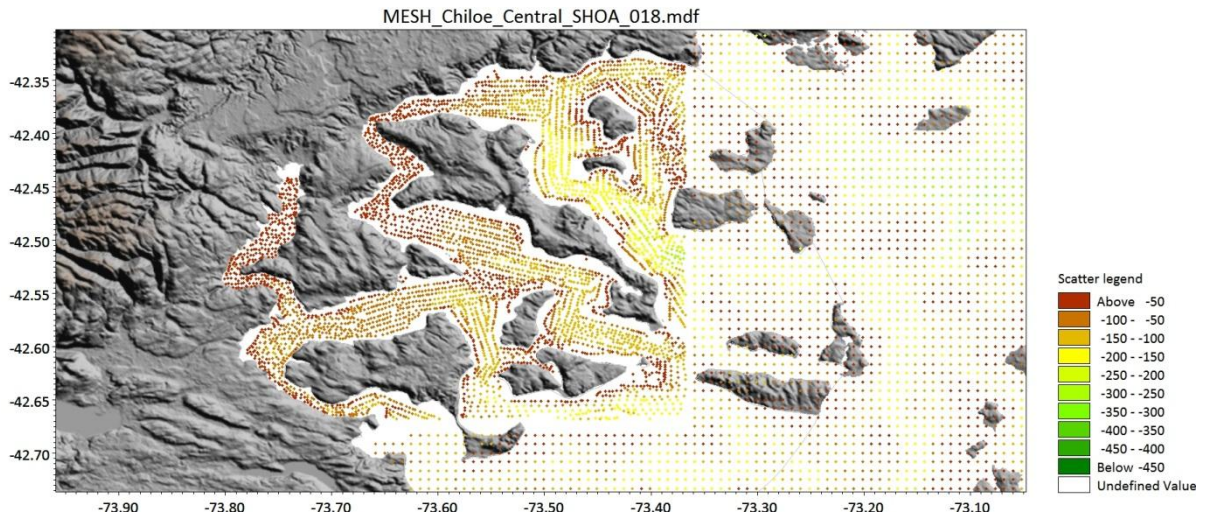 MESH_Chiloe_Central_SHOA_018.mdf
-42.35
-42.40
-42.45
-42.50
-42.55
-42.60
-42.65
-42.70
-73.90 -73.80 -73.70 -73.60 -73.50 -73.40 -73.30 -73.20 -73.10
Scatter legend
Above -50
-100 - -50
-150 - -100
-200 - -150
-250 - -200
-300 - -250
-350 - -300
-400 - -350
-450 - -400
Below -450
Undefined Value